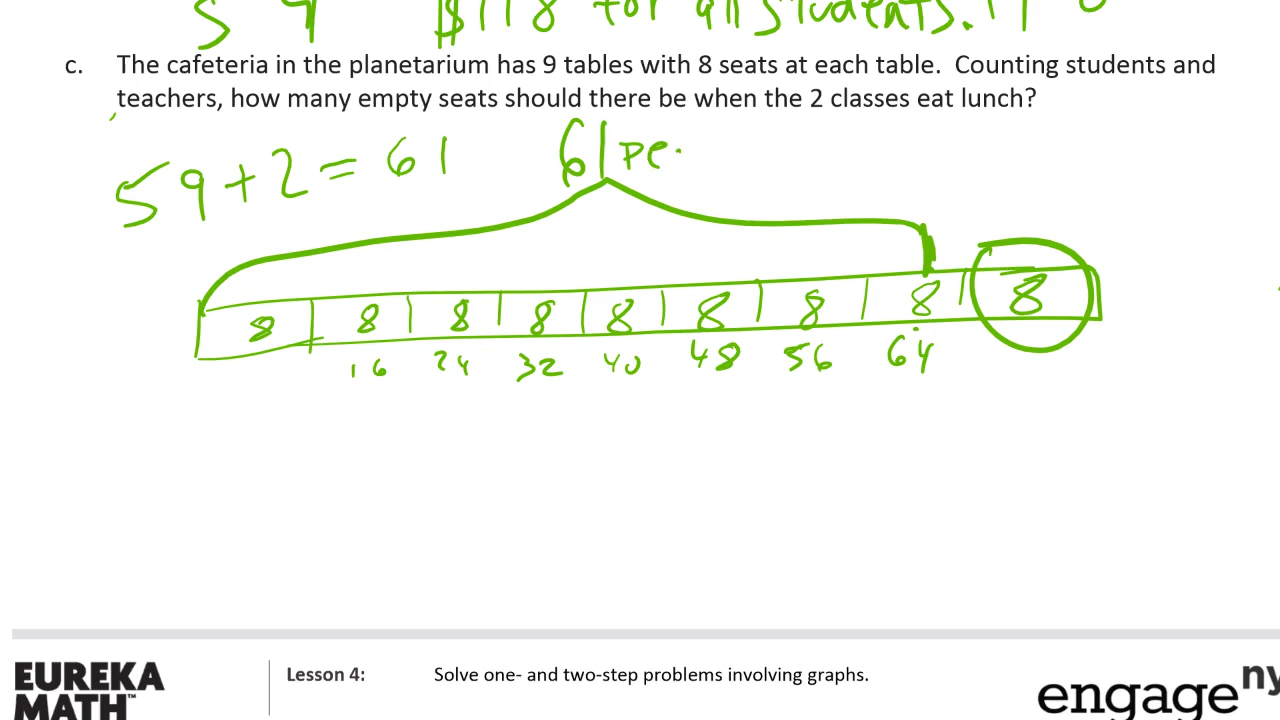 59 $118 for all students.
c. The cafeteria in the planetarium has 9 tables with 8 seats at each table. Counting students and
teachers, how many empty seats should there be when the 2 classes eat lunch?
59+2=61 61 pe.
8 8 8 8 8 8 8 8 8
16 24 32 40 48 56 64
EUREKA
MATH™
Lesson 4: Solve one- and two-step problems involving graphs.
engage ny